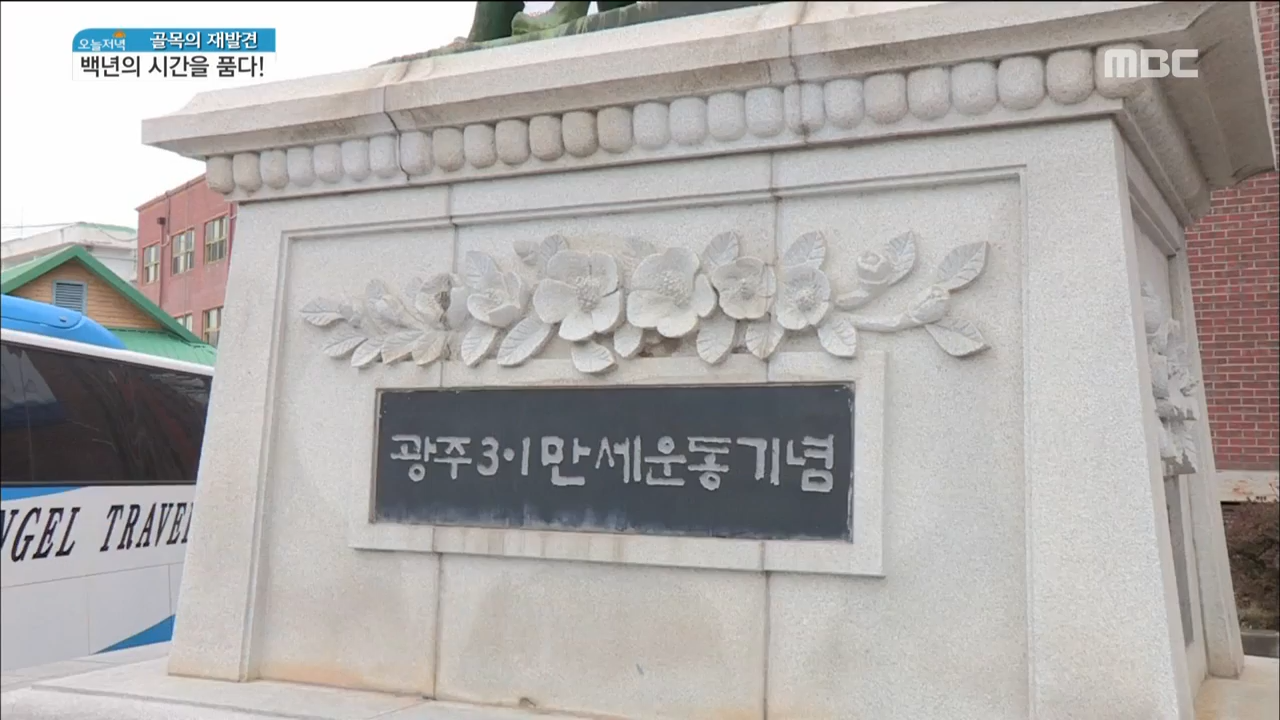 오늘저녁 골목의 재발견
백년의 시간을 품다!
MBC
광주 3·1 만세운동기념
NGEL TRAVEL